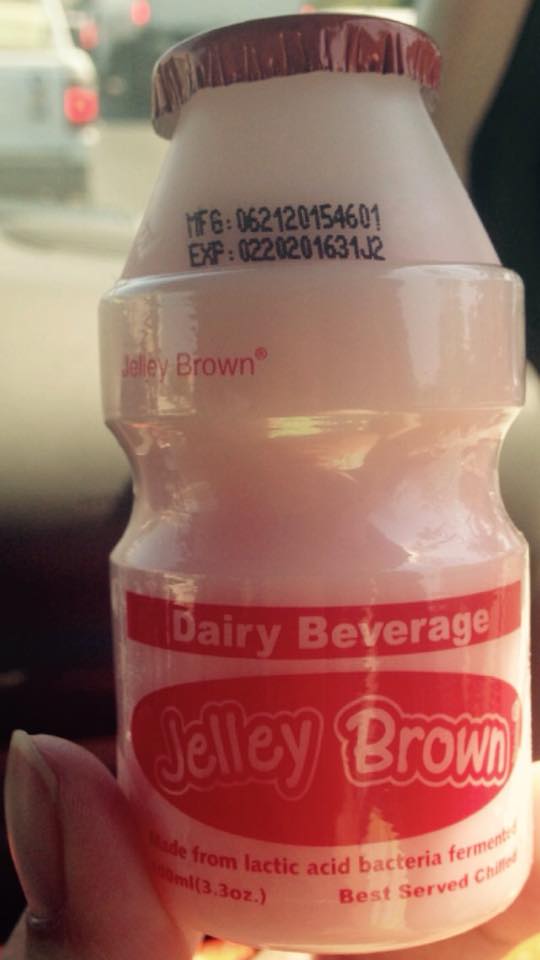 MFG:062120154601
EXP:0220201631J2
Jelley Brown®
Dairy Beverage
Jelley Brown
Made from lactic acid bacteria fermented
100ml(3.3oz.) Best Served Chilled